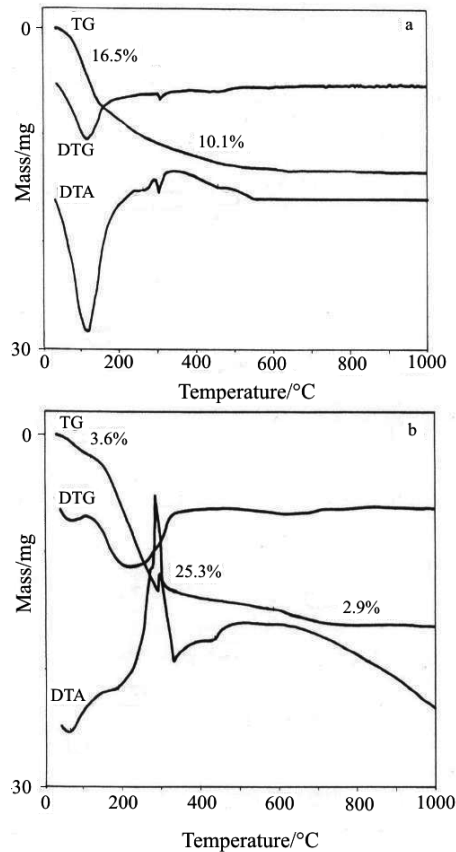 0
TG
a
16.5%
DTG
10.1%
DTA
Mass/mg
30
0 200 400 600 800 1000
Temperature/°C
TG
b
0
3.6%
DTG
25.3%
2.9%
DTA
Mass/mg
30
0 200 400 600 800 1000
Temperature/°C